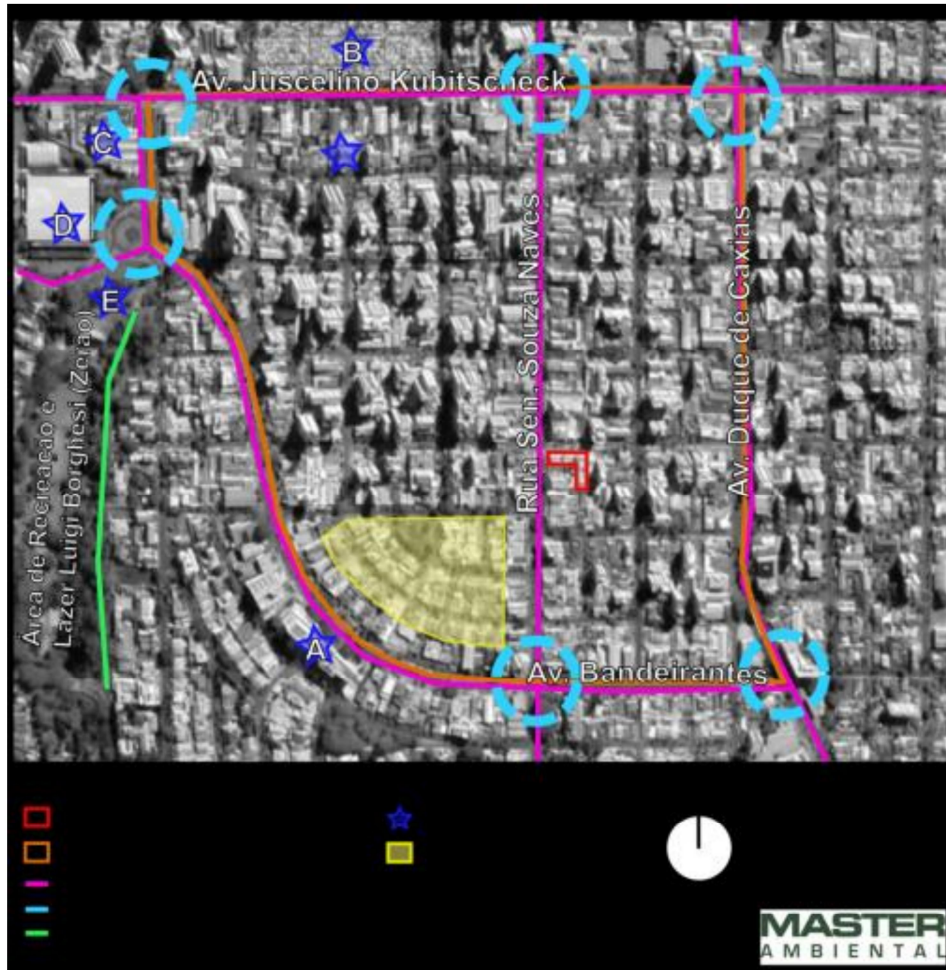 B
Av. Juscelino Kubitscheck
C
D
E
Área de Recreação e
Lazer Luigi Borghesi (Zerão)
Rua Sen. Souza Naves
Av. Duque de Caxias
A
Av. Bandeirantes
MASTER
AMBIENTAL